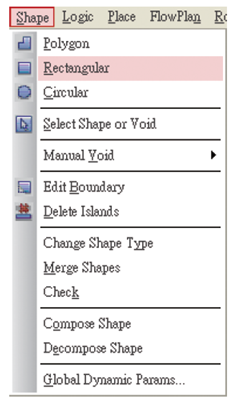 Shape Logic Place FlowPlan
Polygon
Rectangular
Circular
Select Shape or Void
Manual Void
Edit Boundary
Delete Islands
Change Shape Type
Merge Shapes
Check
Compose Shape
Decompose Shape
Global Dynamic Params...